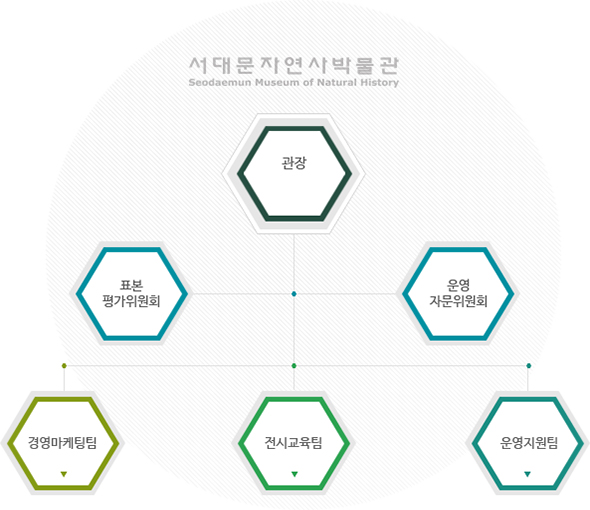 서대문자연사박물관
Seodaemun Museum of Natural History
관장
표본
평가위원회
운영
자문위원회
경영마케팅팀
전시교육팀
운영지원팀